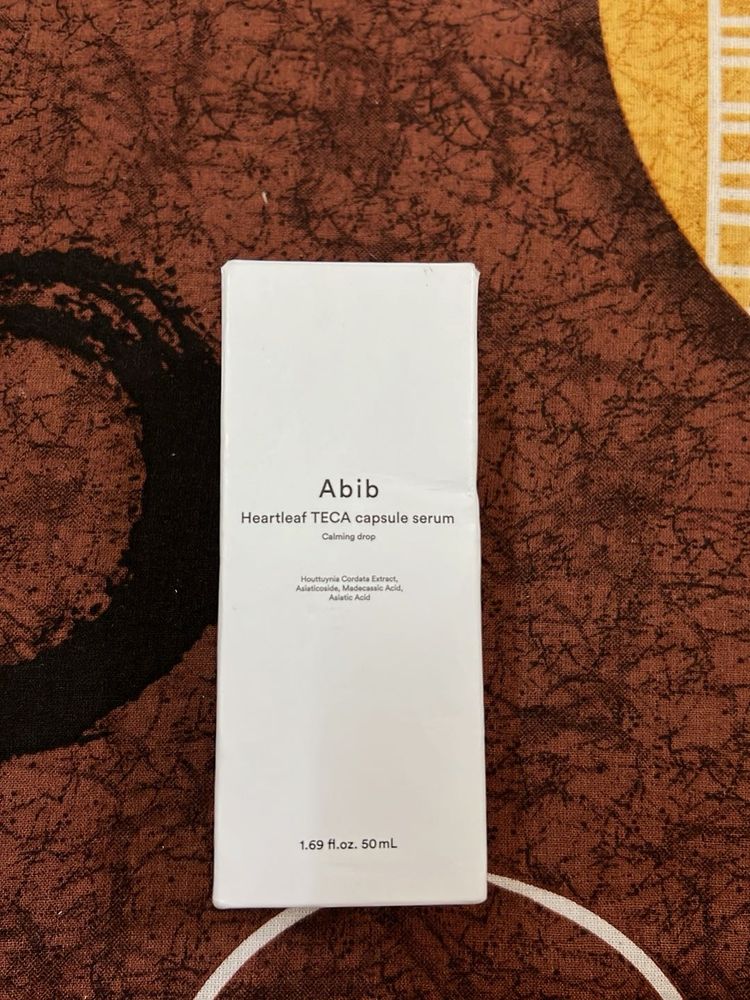 Abib
Heartleaf TECA capsule serum
Calming drop
Houttuynia Cordata Extract,
Asiaticoside, Madecassic Acid,
Asiatic Acid
1.69 fl.oz. 50mL